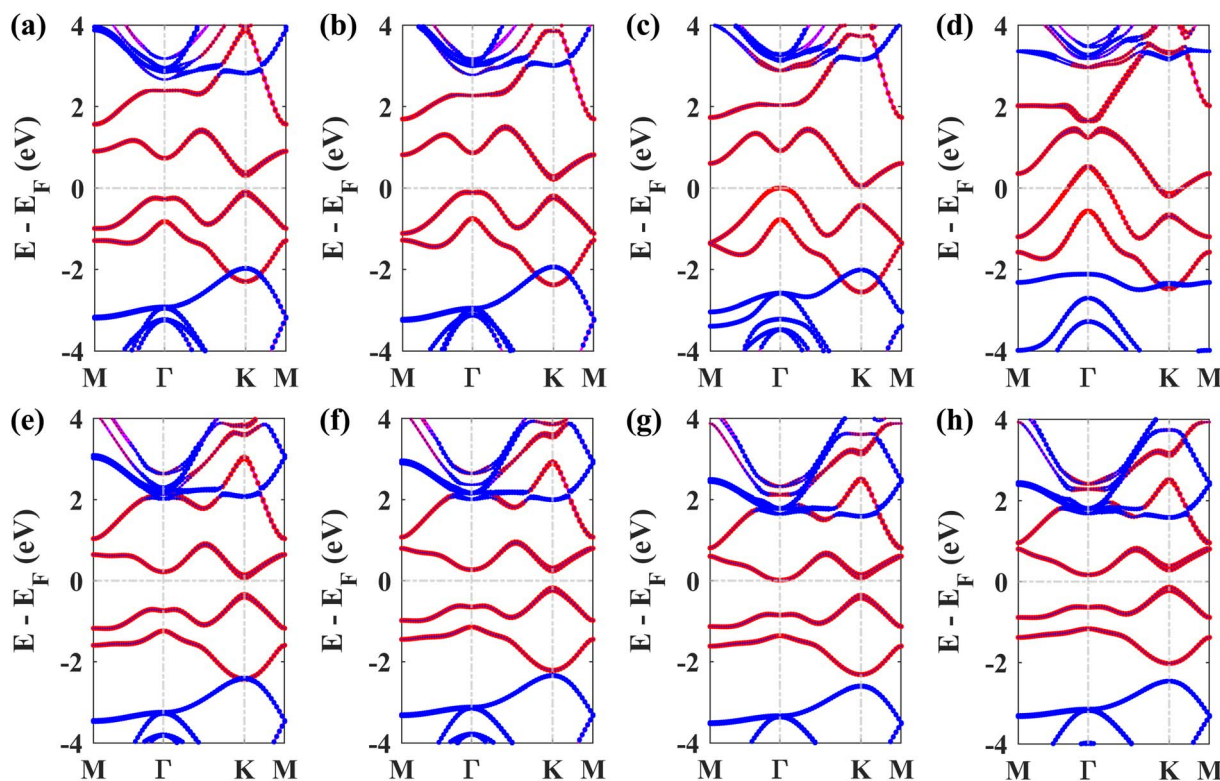 (a) (b) (c) (d)
4 4 4 4
2 2 2 2
0 0 0 0
-2 -2 -2 -2
-4 -4 -4 -4
E - E_F (eV) E - E_F (eV) E - E_F (eV) E - E_F (eV)
M Γ K M M Γ K M M Γ K M M Γ K M
(e) (f) (g) (h)
4 4 4 4
2 2 2 2
0 0 0 0
-2 -2 -2 -2
-4 -4 -4 -4
E - E_F (eV) E - E_F (eV) E - E_F (eV) E - E_F (eV)
M Γ K M M Γ K M M Γ K M M Γ K M